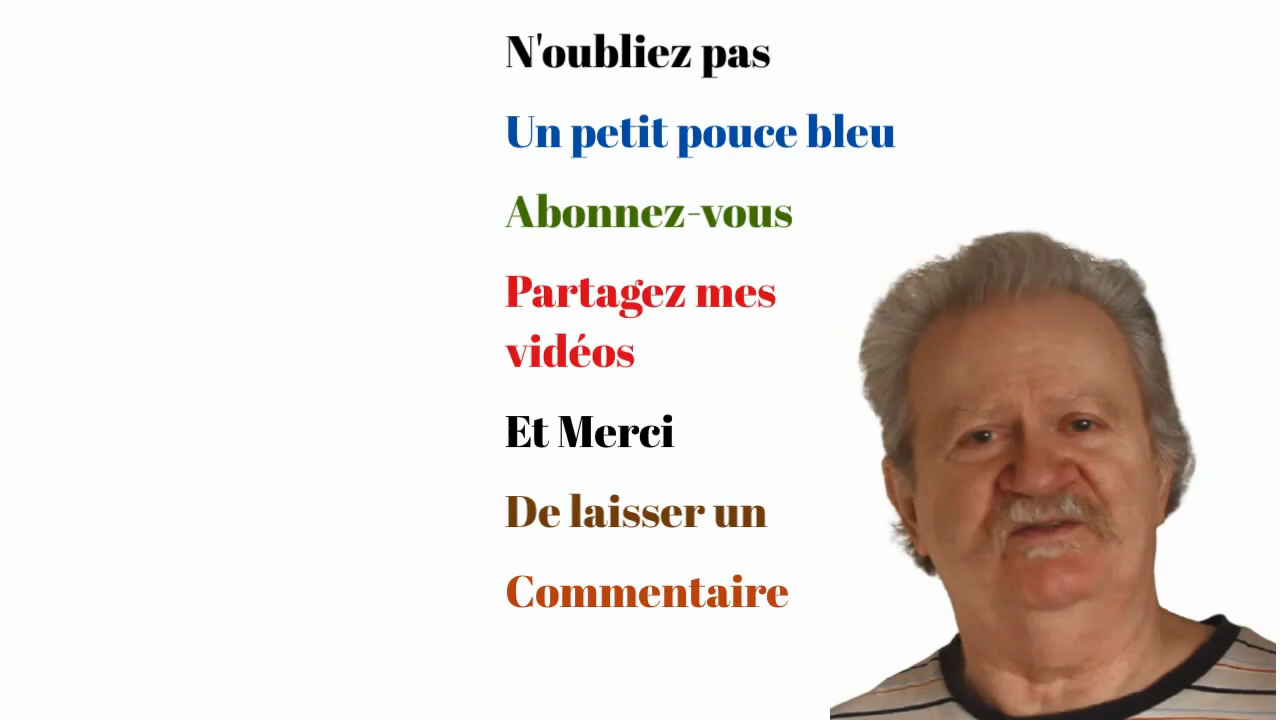 N'oubliez pas
Un petit pouce bleu
Abonnez-vous
Partagez mes
vidéos
Et Merci
De laisser un
Commentaire